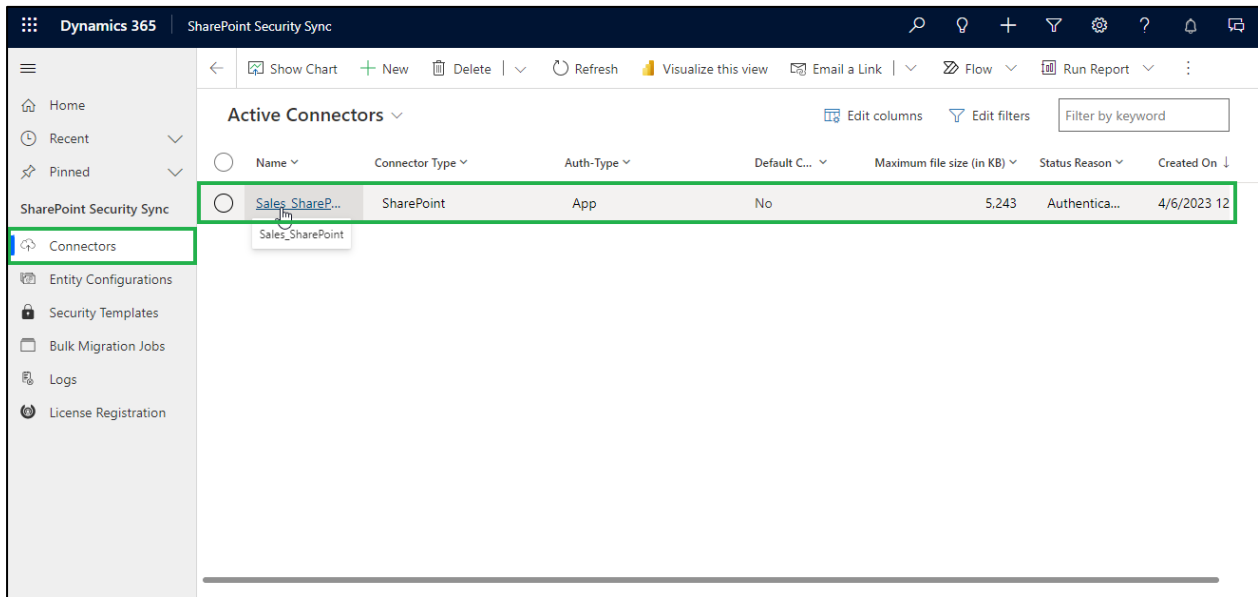 Dynamics 365 SharePoint Security Sync
Show Chart New Delete Refresh Visualize this view Email a Link Flow Run Report
Home
Recent
Pinned
SharePoint Security Sync
Connectors
Entity Configurations
Security Templates
Bulk Migration Jobs
Logs
License Registration
Active Connectors Edit columns Edit filters Filter by keyword
Name Connector Type Auth-Type Default C... Maximum file size (in KB) Status Reason Created On
Sales_ShareP... SharePoint App No 5,243 Authentica... 4/6/2023 12
Sales_SharePoint